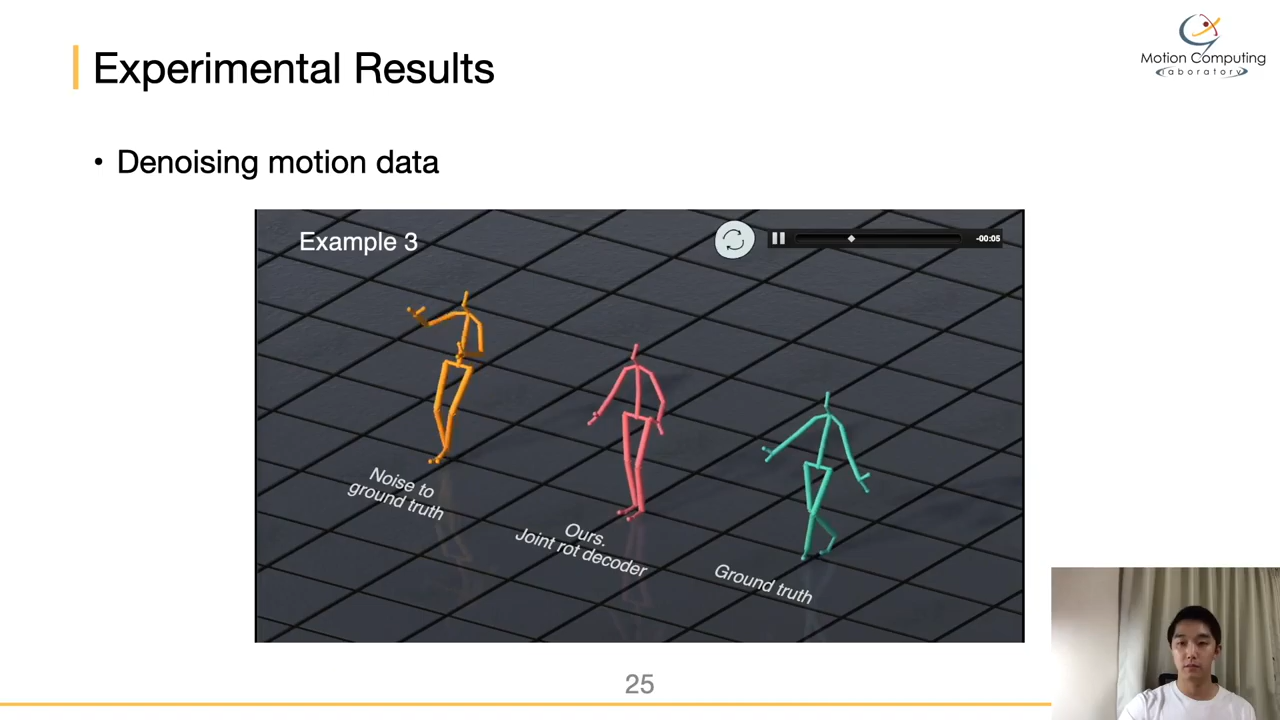 Experimental Results
Motion Computing
Laboratory
• Denoising motion data
Example 3
-00:05
Noise to
ground truth
Ours.
Joint rot decoder
Ground truth
25